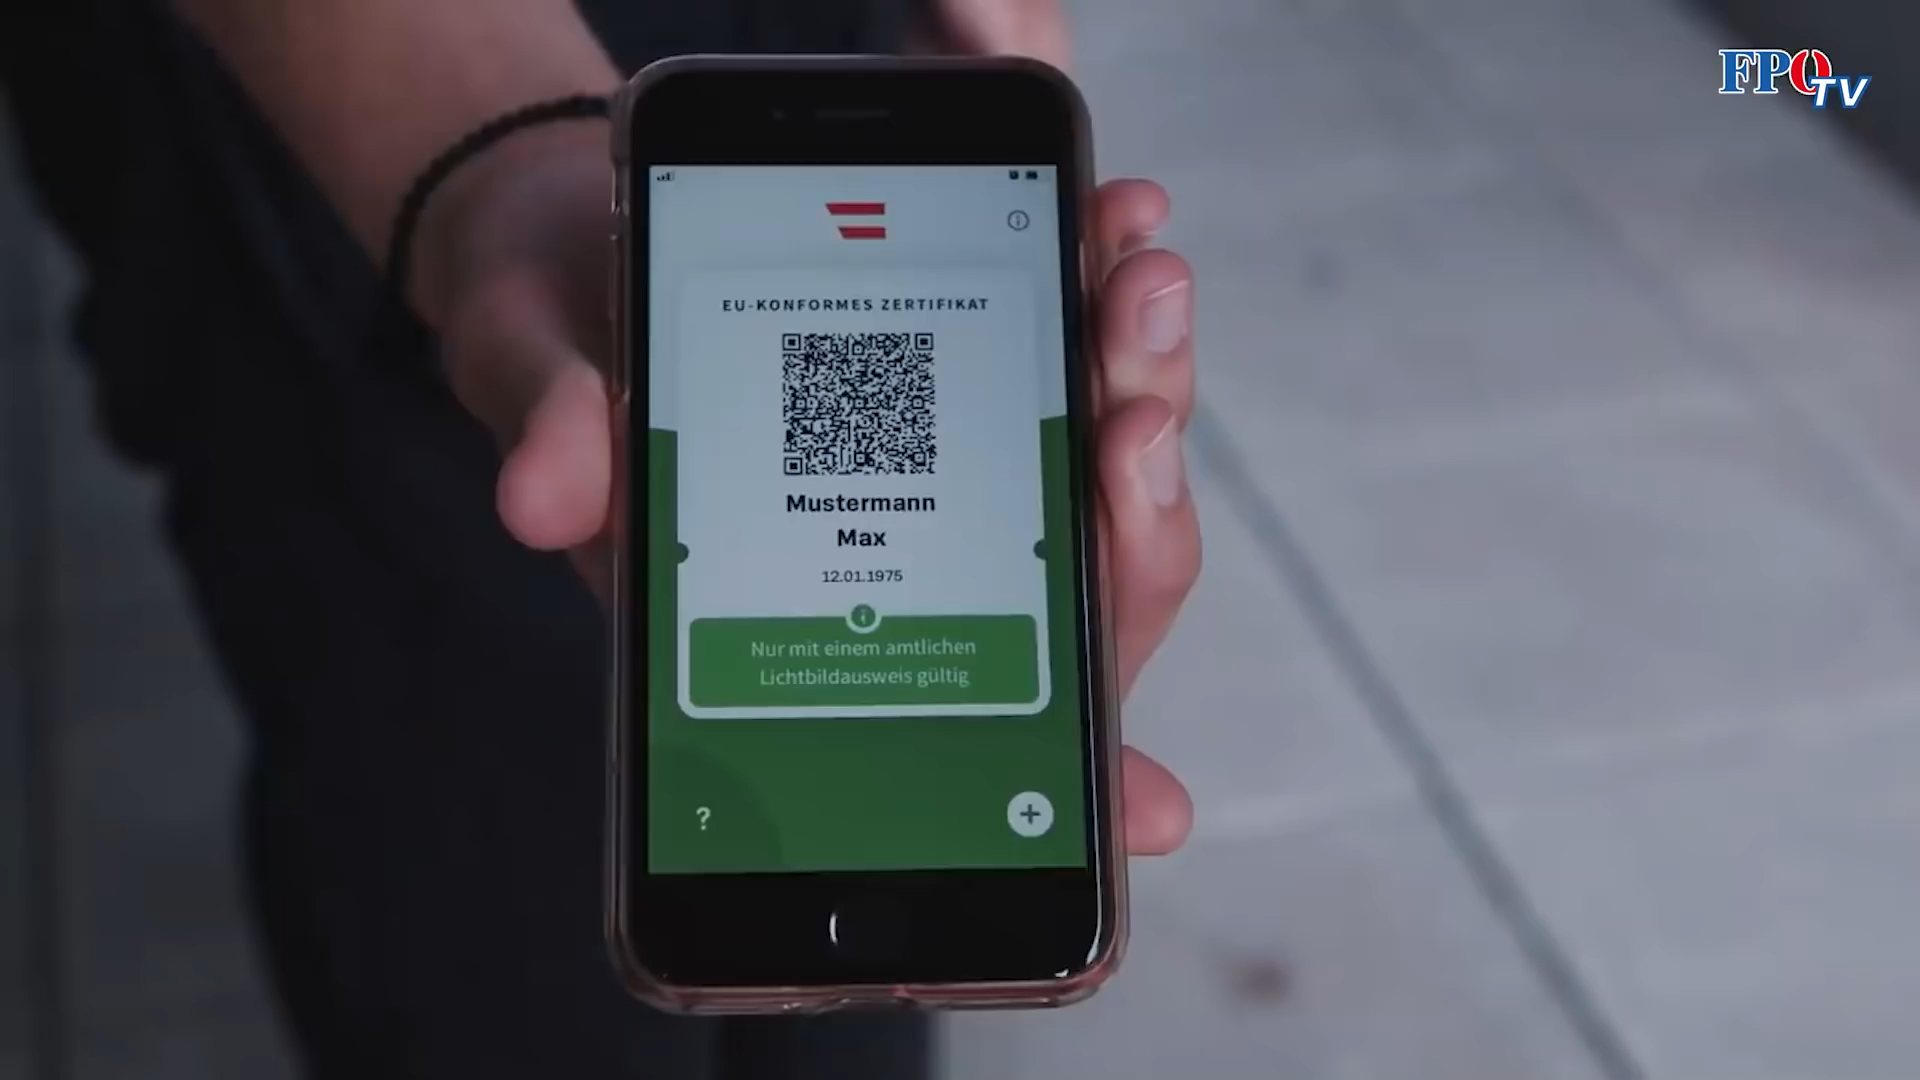 FPÖ TV
EU-KONFORMES ZERTIFIKAT
Mustermann
Max
12.01.1975
i
Nur mit einem amtlichen
Lichtbildausweis gültig
?
+